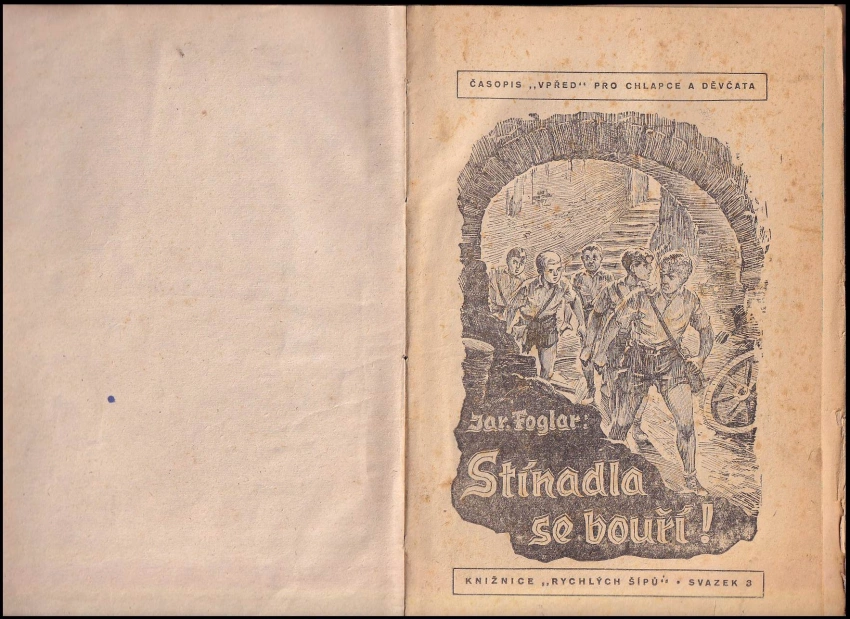 ČASOPIS „VPŘED" PRO CHLAPCE A DĚVČATA
Jar. Foglar:
Stínadla
se bouří!
KNIŽNICE „RYCHLÝCH ŠÍPŮ" • SVAZEK 3